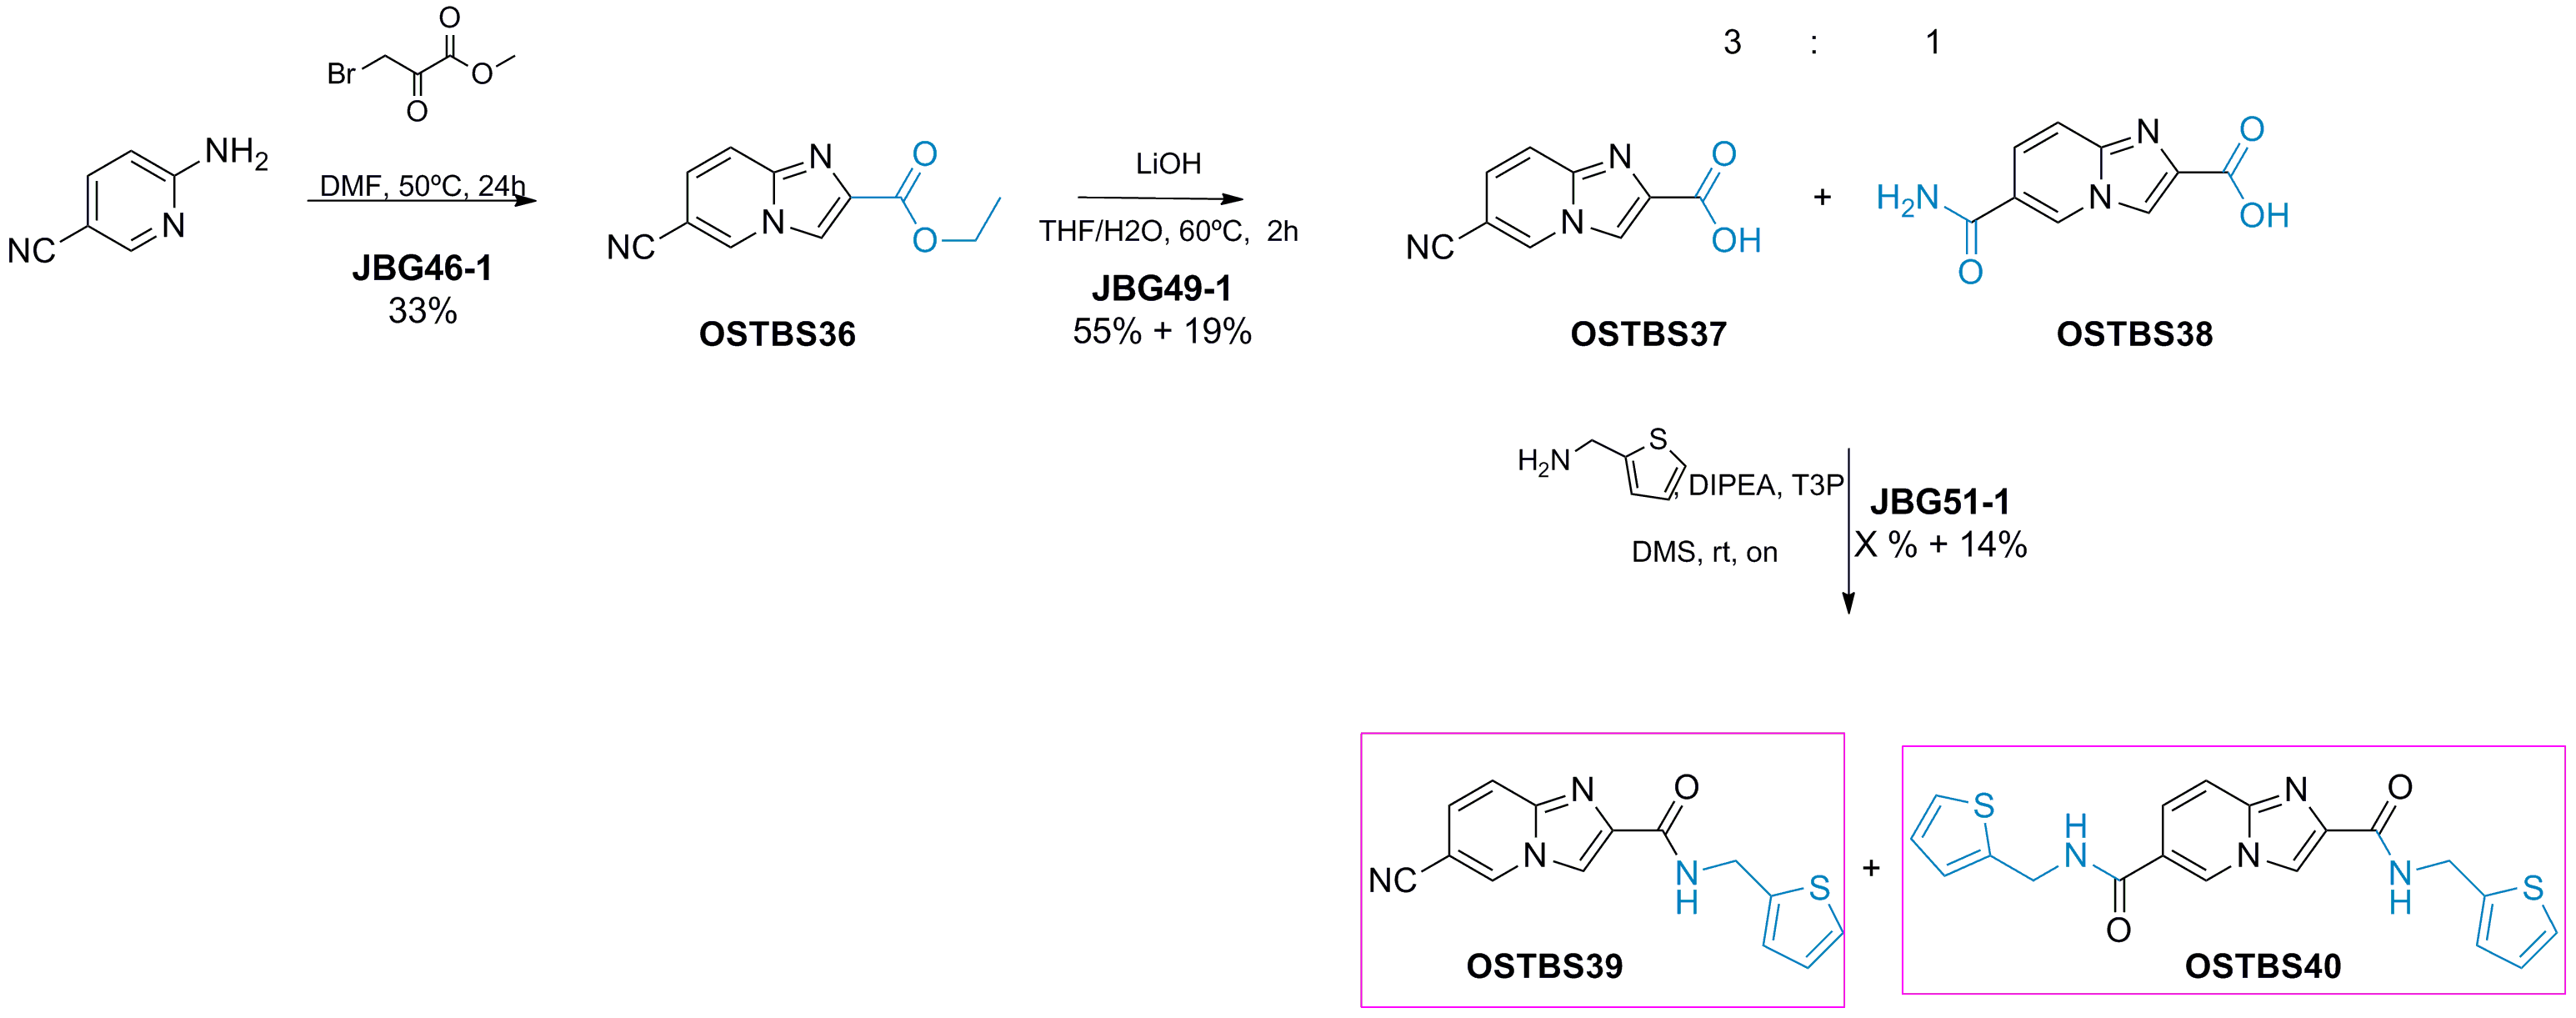 3 : 1
Br O O O
NH2
N
NC
DMF, 50ºC, 24h
JBG46-1
33%
N
N
NC
O
O
OSTBS36
LiOH
THF/H2O, 60ºC, 2h
JBG49-1
55% + 19%
N
N
NC
O
OH
OSTBS37
+
N
N
O
OH
H2N
O
OSTBS38
H2N S , DIPEA, T3P
DMS, rt, on
JBG51-1
X % + 14%
N
N
NC
O
N
H
S
OSTBS39
+
S
H
N
O
N
N
O
N
H
S
OSTBS40